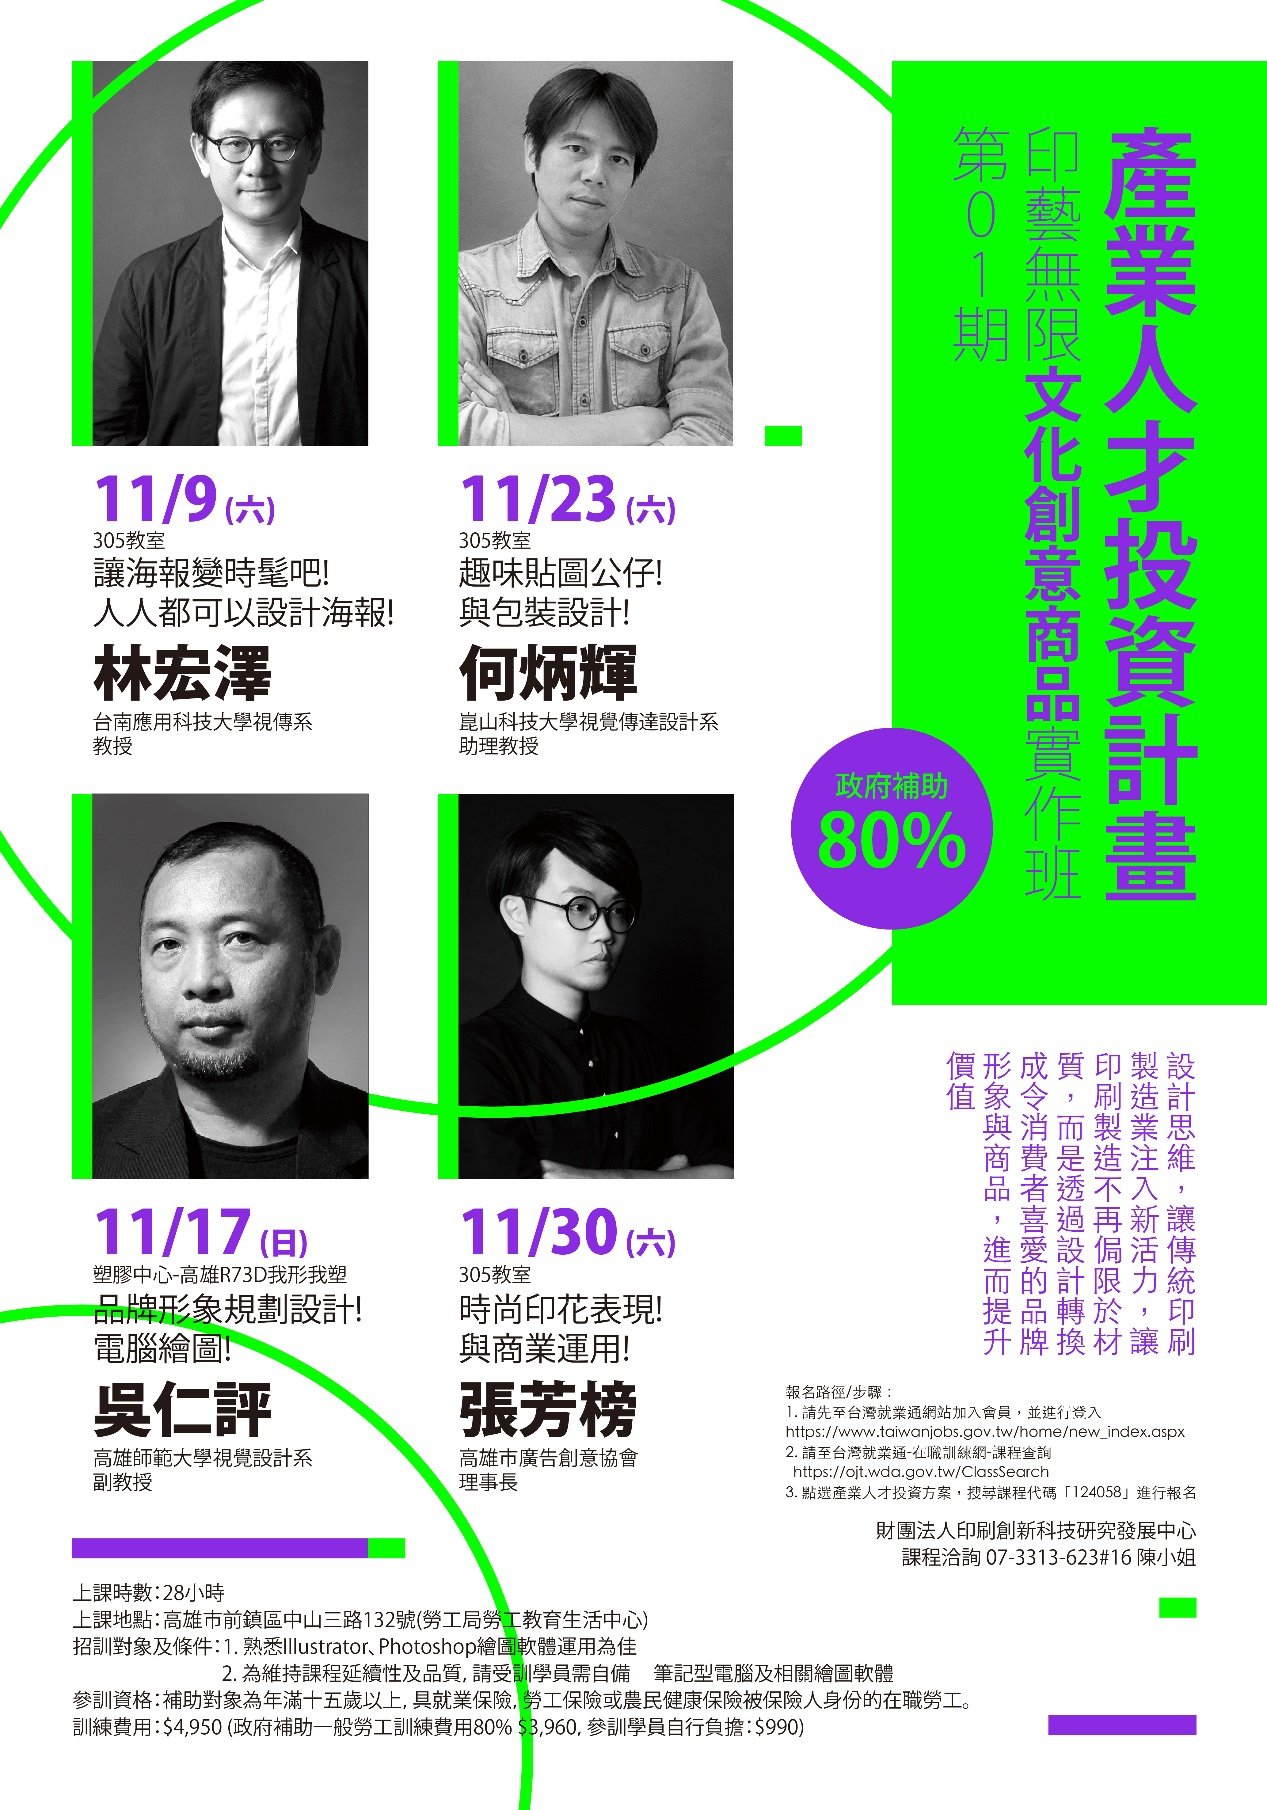 產業人才投資計畫
印藝無限文化創意商品實作班
第01期
政府補助
80%
11/9 (六)
305教室
讓海報變時髦吧!
人人都可以設計海報!
林宏澤
台南應用科技大學視傳系
教授
11/23 (六)
305教室
趣味貼圖公仔!
與包裝設計!
何炳輝
崑山科技大學視覺傳達設計系
助理教授
11/17 (日)
塑膠中心-高雄R73D我形我塑
品牌形象規劃設計!
電腦繪圖!
吳仁評
高雄師範大學視覺設計系
副教授
11/30 (六)
305教室
時尚印花表現!
與商業運用!
張芳榜
高雄市廣告創意協會
理事長
設計思維，讓傳統印刷
製造業注入新活力，讓
印刷製造不再侷限於材
質，而是透過設計轉換
成令消費者喜愛的品牌
形象與商品，進而提升
價值
報名路徑/步驟：
1. 請先至台灣就業通網站加入會員，並進行登入
https://www.taiwanjobs.gov.tw/home/new_index.aspx
2. 請至台灣就業通-在職訓練網-課程查詢
https://ojt.wda.gov.tw/ClassSearch
3. 點選產業人才投資方案，搜尋課程代碼「124058」進行報名
財團法人印刷創新科技研究發展中心
課程洽詢 07-3313-623#16 陳小姐
上課時數：28小時
上課地點：高雄市前鎮區中山三路132號(勞工局勞工教育生活中心)
招訓對象及條件：1. 熟悉Illustrator、Photoshop繪圖軟體運用為佳
2. 為維持課程延續性及品質, 請受訓學員需自備　筆記型電腦及相關繪圖軟體
參訓資格：補助對象為年滿十五歲以上, 具就業保險, 勞工保險或農民健康保險被保險人身份的在職勞工。
訓練費用：$4,950 (政府補助一般勞工訓練費用80% $3,960, 參訓學員自行負擔：$990)